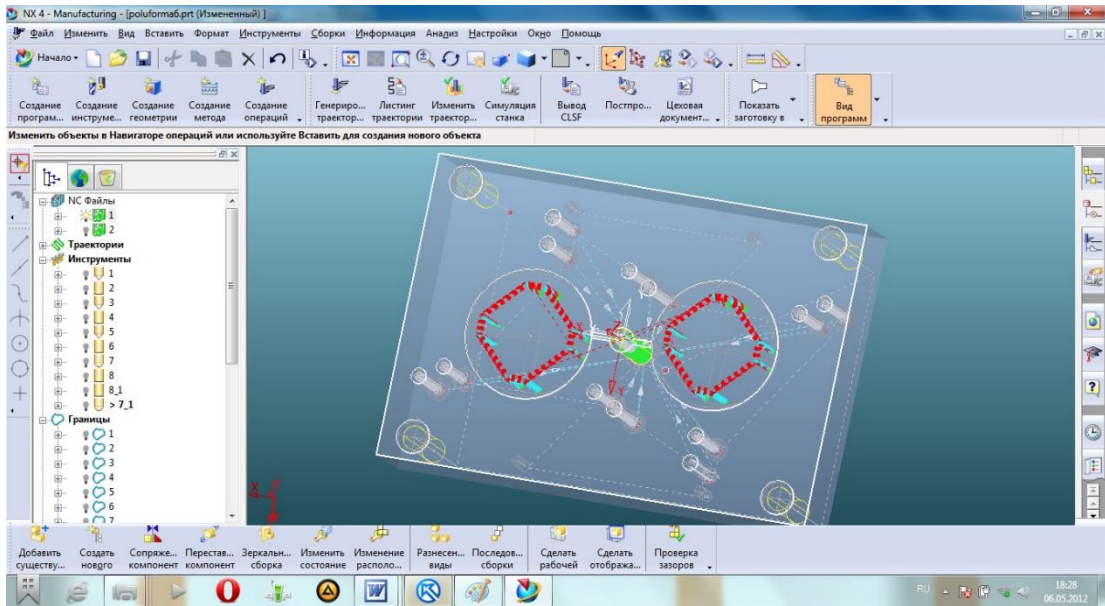 NX 4 - Manufacturing - [poluforma6.prt (Измененный) ]
Файл Изменить Вид Вставить Формат Инструменты Сборки Информация Анализ Настройки Окно Помощь
Начало
Создание програм... Создание инструме... Создание геометрии Создание метода Создание операций Генериро... траектор... Листинг траектории Изменить траектор... Симуляция станка Вывод CLSF Постпро... Цеховая документ... Показать заготовку в Вид программ
Изменить объекты в Навигаторе операций или используйте Вставить для создания нового объекта
NC Файлы
1
2
Траектории
Инструменты
1
2
3
4
5
6
7
8
8_1
> 7_1
Границы
1
2
3
4
5
6
7
X
Y
Добавить существу... Создать нового Сопряже... компонент Перестав... компонент Зеркальн... сборка Изменить состояние Изменение располо... Разнесен... виды Последов... сборки Сделать рабочей Сделать отобража... Проверка зазоров
RU 18:28
06.05.2012